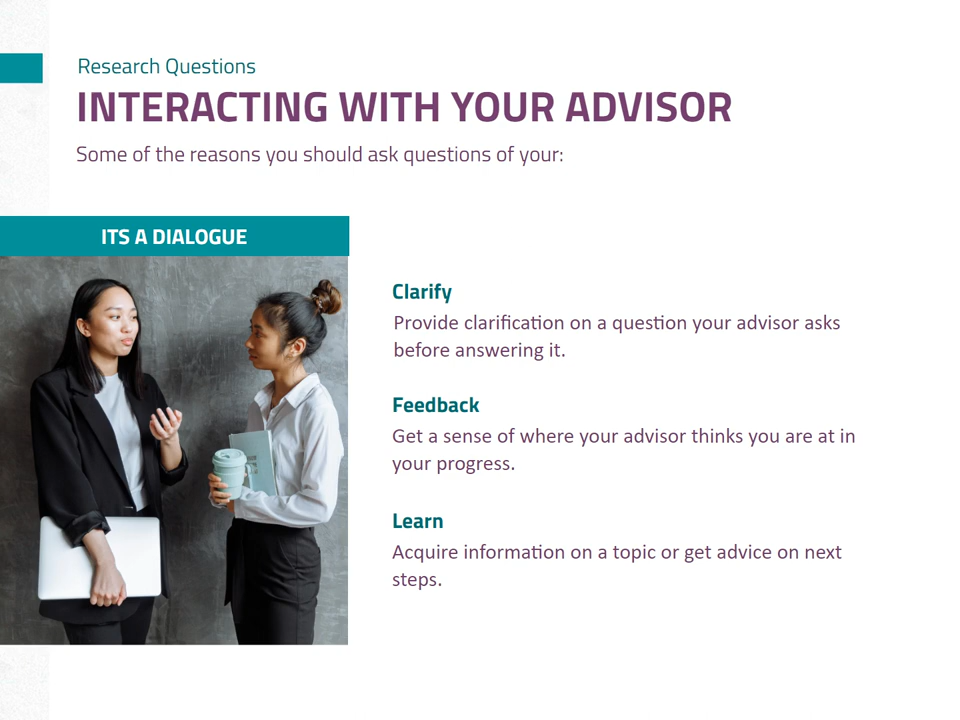 Research Questions
INTERACTING WITH YOUR ADVISOR
Some of the reasons you should ask questions of your:
ITS A DIALOGUE
Clarify
Provide clarification on a question your advisor asks
before answering it.
Feedback
Get a sense of where your advisor thinks you are at in
your progress.
Learn
Acquire information on a topic or get advice on next
steps.